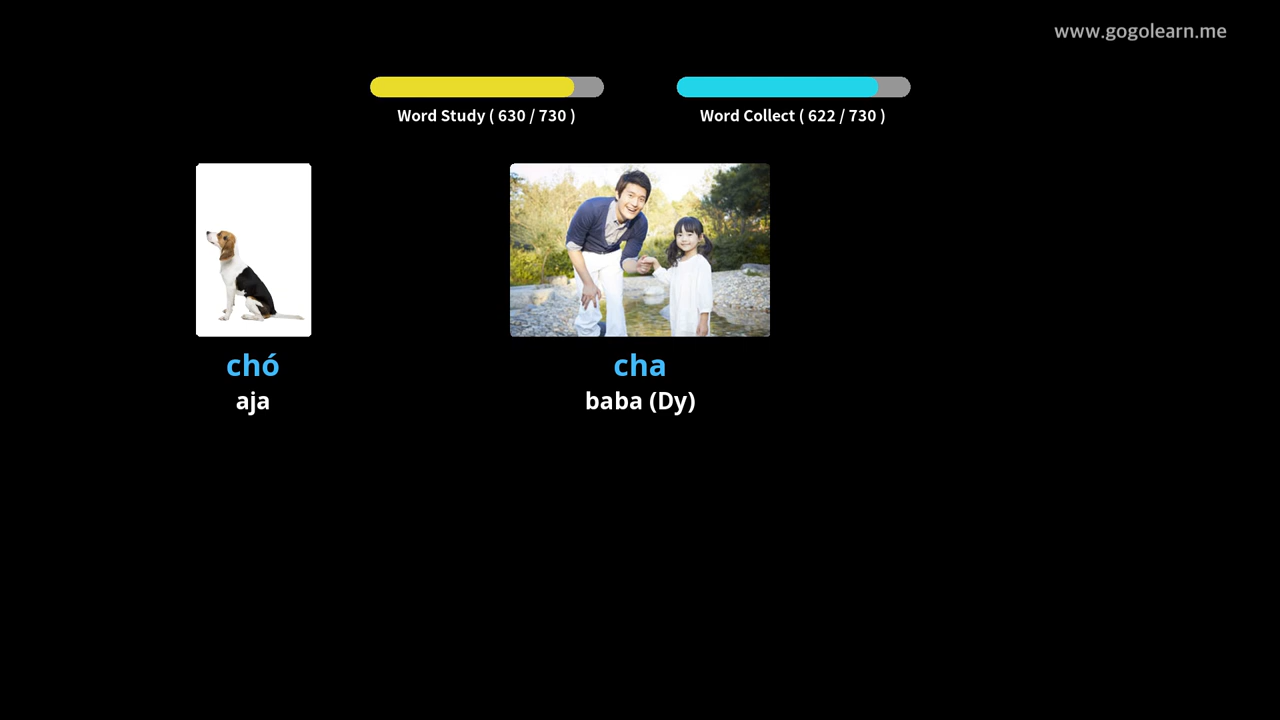 www.gogolearn.me
Word Study ( 630 / 730 )
Word Collect ( 622 / 730 )
chó
aja
cha
baba (Dy)